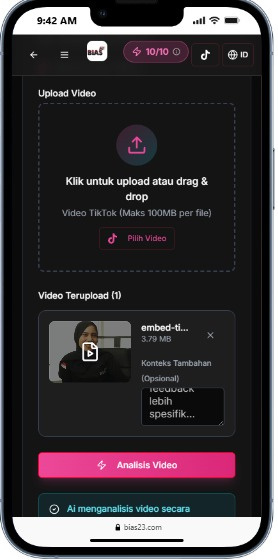 9:42 AM
BIAS
10/10
ID
Upload Video
Klik untuk upload atau drag &
drop
Video TikTok (Maks 100MB per file)
Pilih Video
Video Terupload (1)
embed-ti...
3.79 MB
Konteks Tambahan
(Opsional)
feedback
lebih
spesifik...
Analisis Video
Ai menganalisis video secara
bias23.com